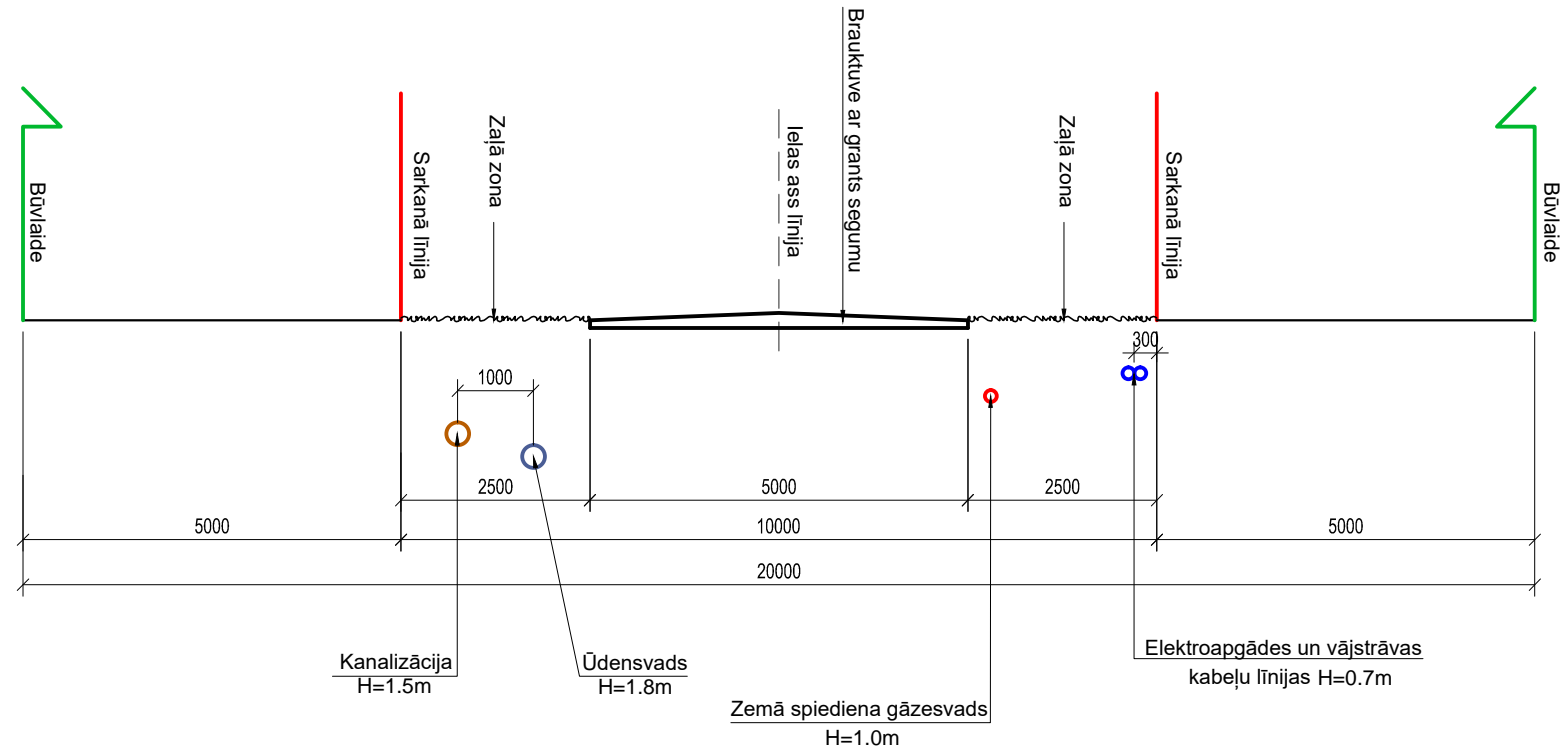 Būvlaide
Sarkanā līnija
Zaļā zona
Ielas ass līnija
Brauktuve ar grants segumu
Zaļā zona
Sarkanā līnija
Būvlaide
300
1000
2500
5000
2500
5000
10000
5000
20000
Kanalizācija
H=1.5m
Ūdensvads
H=1.8m
Zemā spiediena gāzesvads
H=1.0m
Elektroapgādes un vājstrāvas
kabeļu līnijas H=0.7m